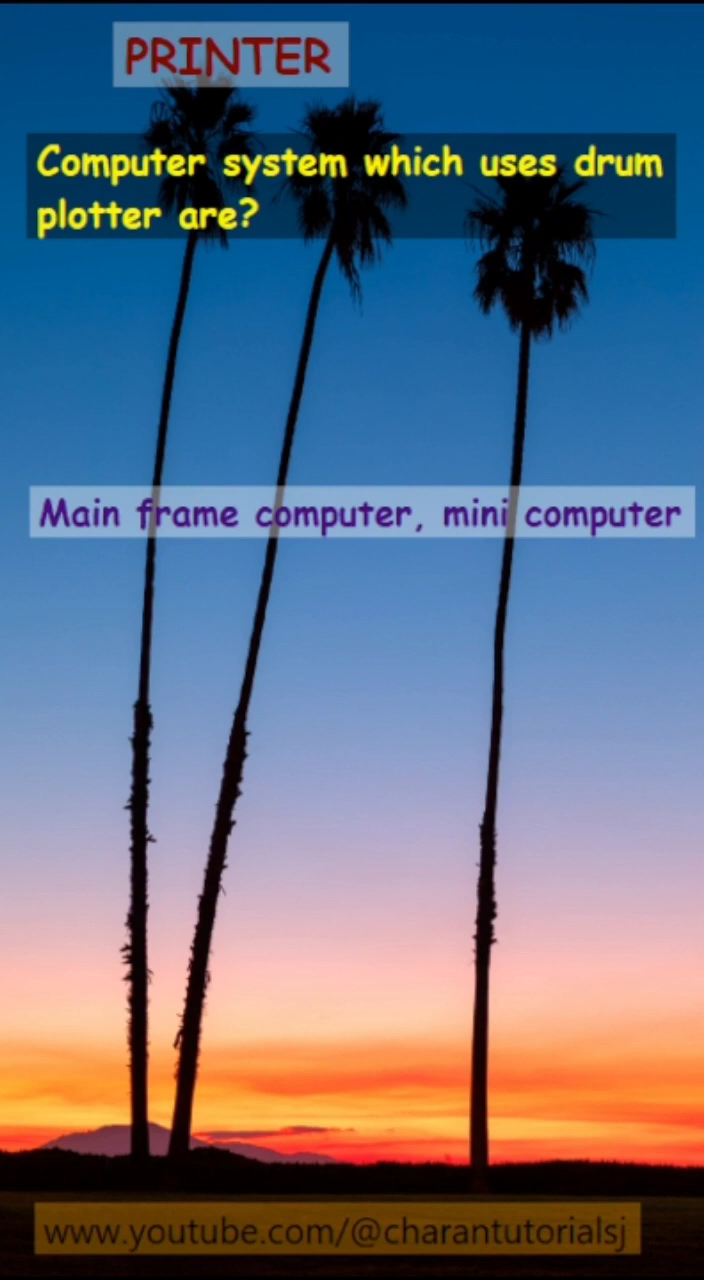 PRINTER
Computer system which uses drum
plotter are?
Main frame computer, mini computer
www.youtube.com/@charantutorialsj